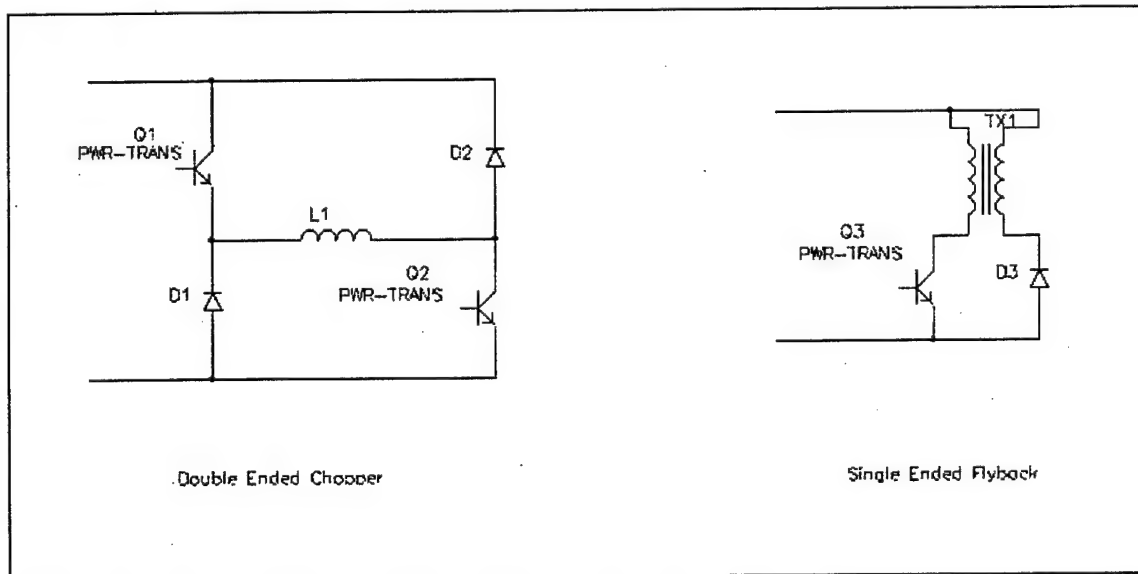 Q1
PWR-TRANS
D2
L1
D1
Q2
PWR-TRANS
Double Ended Chopper
TX1
Q3
PWR-TRANS
D3
Single Ended Flyback